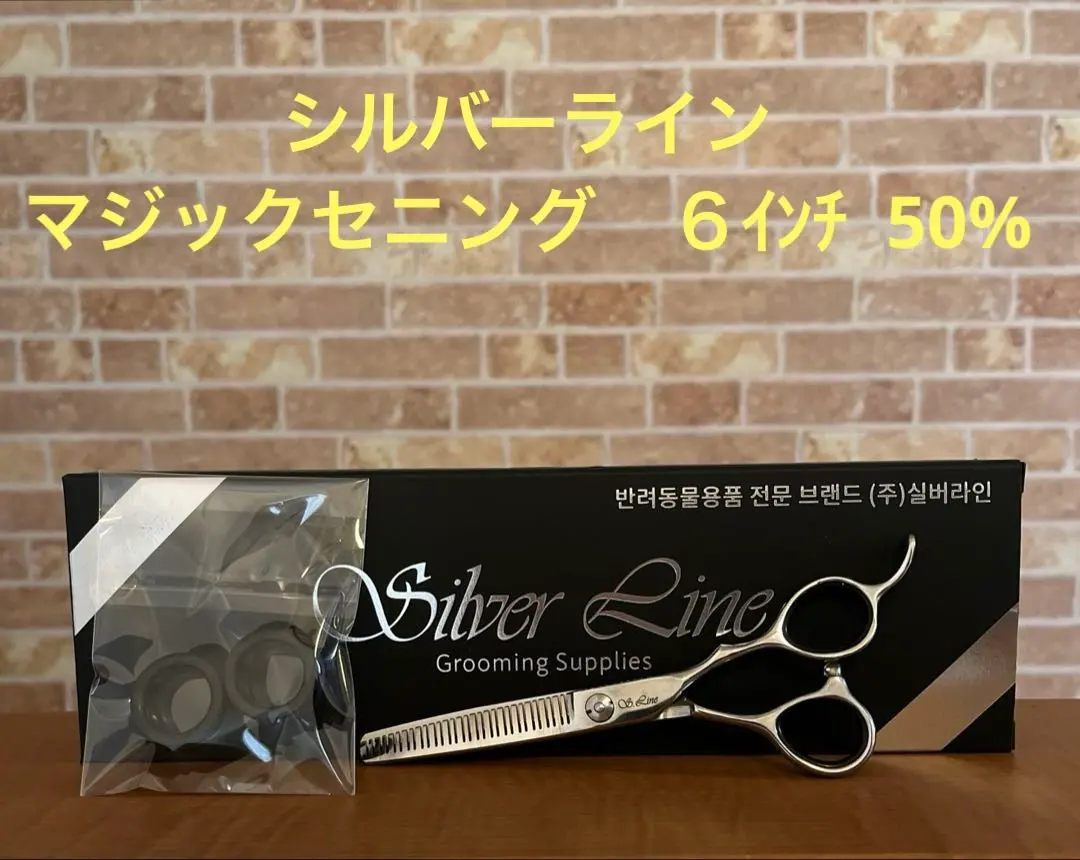 シルバーライン
マジックセニング　６ｲﾝﾁ 50%
반려동물용품 전문 브랜드 (주)실버라인
Silver Line
Grooming Supplies
S.Line